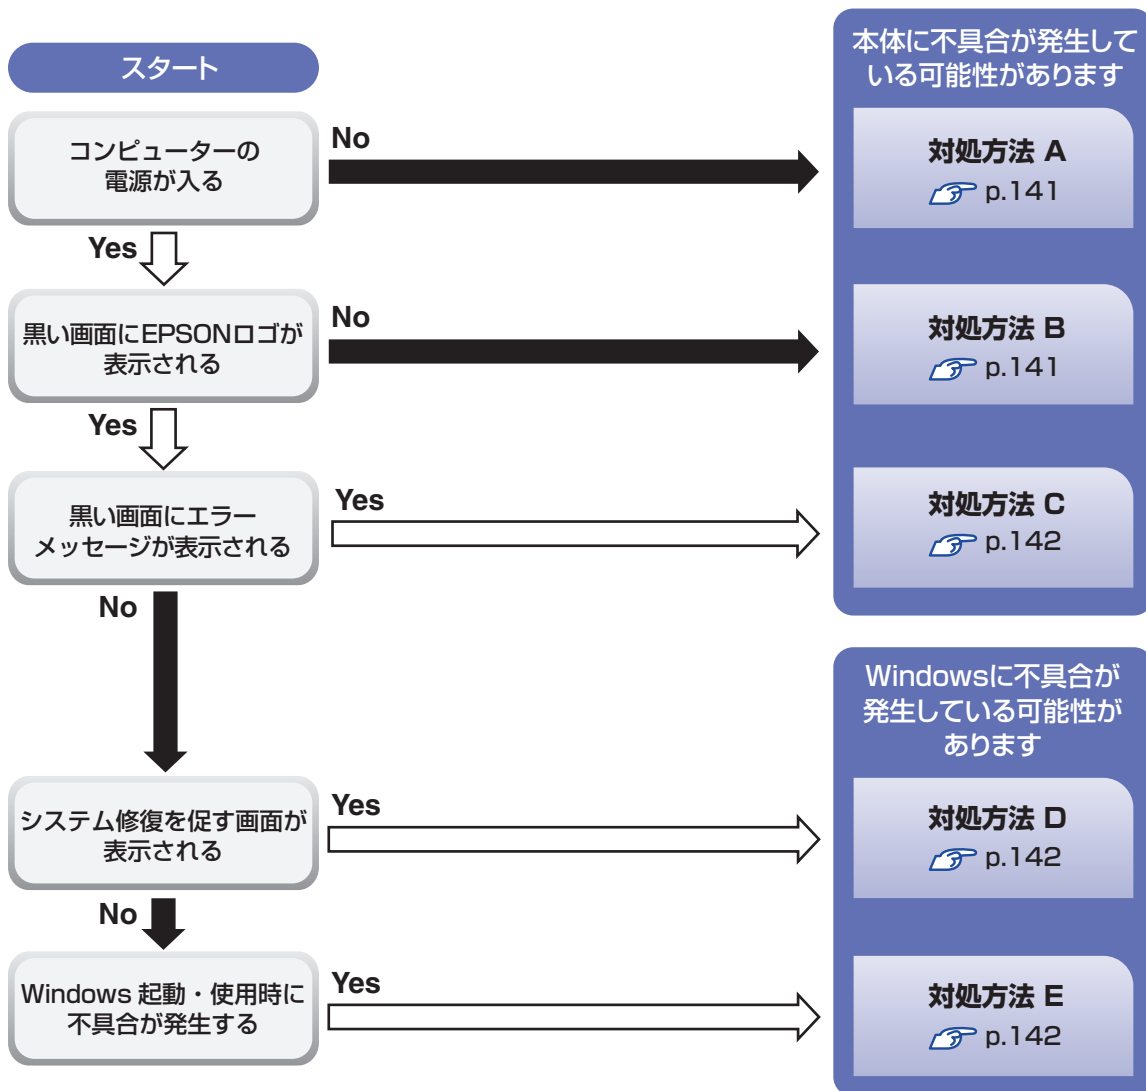 スタート
コンピューターの
電源が入る
No
Yes
黒い画面にEPSONロゴが
表示される
No
Yes
黒い画面にエラー
メッセージが表示される
Yes
No
システム修復を促す画面が
表示される
Yes
No
Windows 起動・使用時に
不具合が発生する
Yes
本体に不具合が発生して
いる可能性があります
対処方法 A
p.141
対処方法 B
p.141
対処方法 C
p.142
Windowsに不具合が
発生している可能性が
あります
対処方法 D
p.142
対処方法 E
p.142